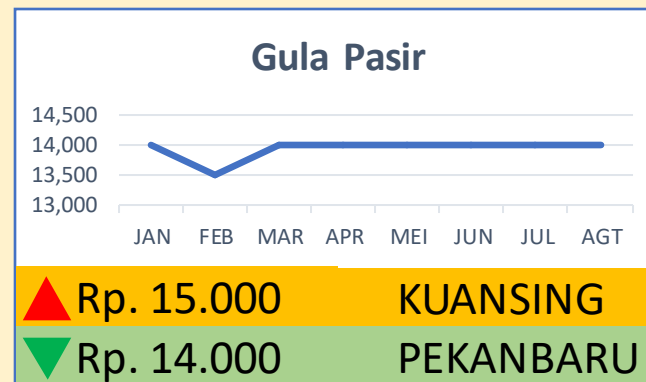 Gula Pasir
14,500
14,000
13,500
13,000
JAN FEB MAR APR MEI JUN JUL AGT
Rp. 15.000 KUANSING
Rp. 14.000 PEKANBARU